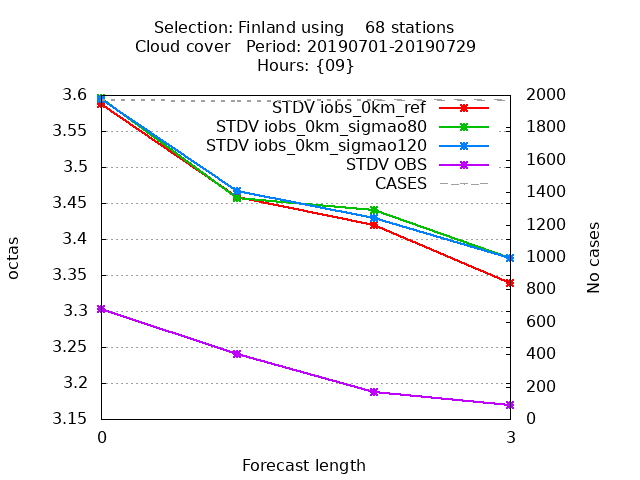 Selection: Finland using    68 stations
Cloud cover   Period: 20190701-20190729
Hours: {09}
3.6
3.55
3.5
3.45
3.4
3.35
3.3
3.25
3.2
3.15
2000
1800
1600
1400
1200
1000
800
600
400
200
0
STDV iobs_0km_ref
STDV iobs_0km_sigmao80
STDV iobs_0km_sigmao120
STDV OBS
CASES
octas
No cases
0
3
Forecast length